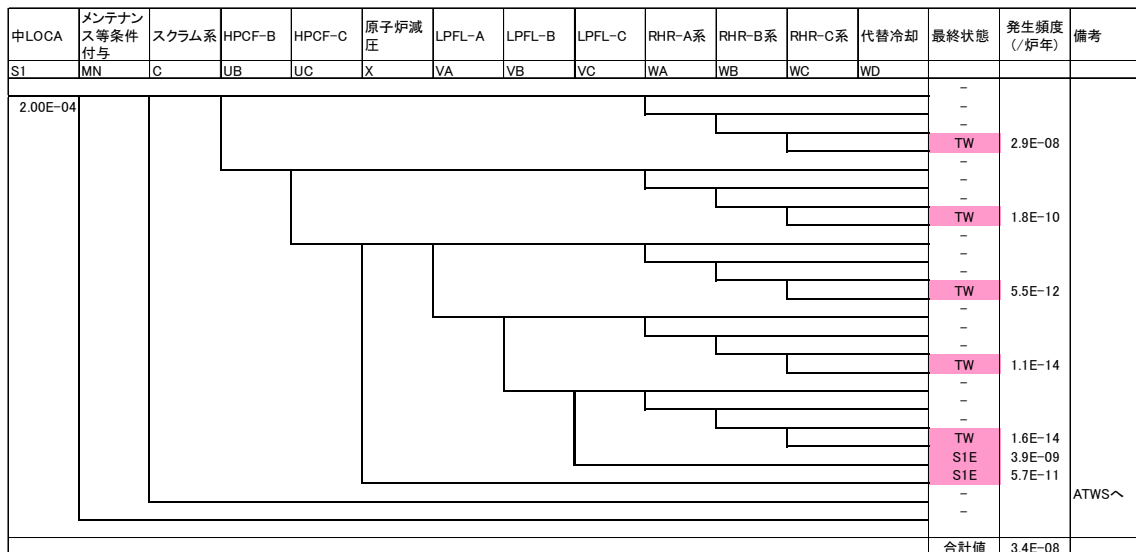 中LOCA メンテナンス等条件付与 スクラム系 HPCF-B HPCF-C 原子炉減圧 LPFL-A LPFL-B LPFL-C RHR-A系 RHR-B系 RHR-C系 代替冷却 最終状態 発生頻度(/炉年) 備考
S1 MN C UB UC X VA VB VC WA WB WC WD
-
2.00E-04 -
-
TW 2.9E-08
-
-
-
TW 1.8E-10
-
-
-
TW 5.5E-12
-
-
-
TW 1.1E-14
-
-
-
TW 1.6E-14
S1E 3.9E-09
S1E 5.7E-11
- ATWSへ
-
合計値 3.4E-08